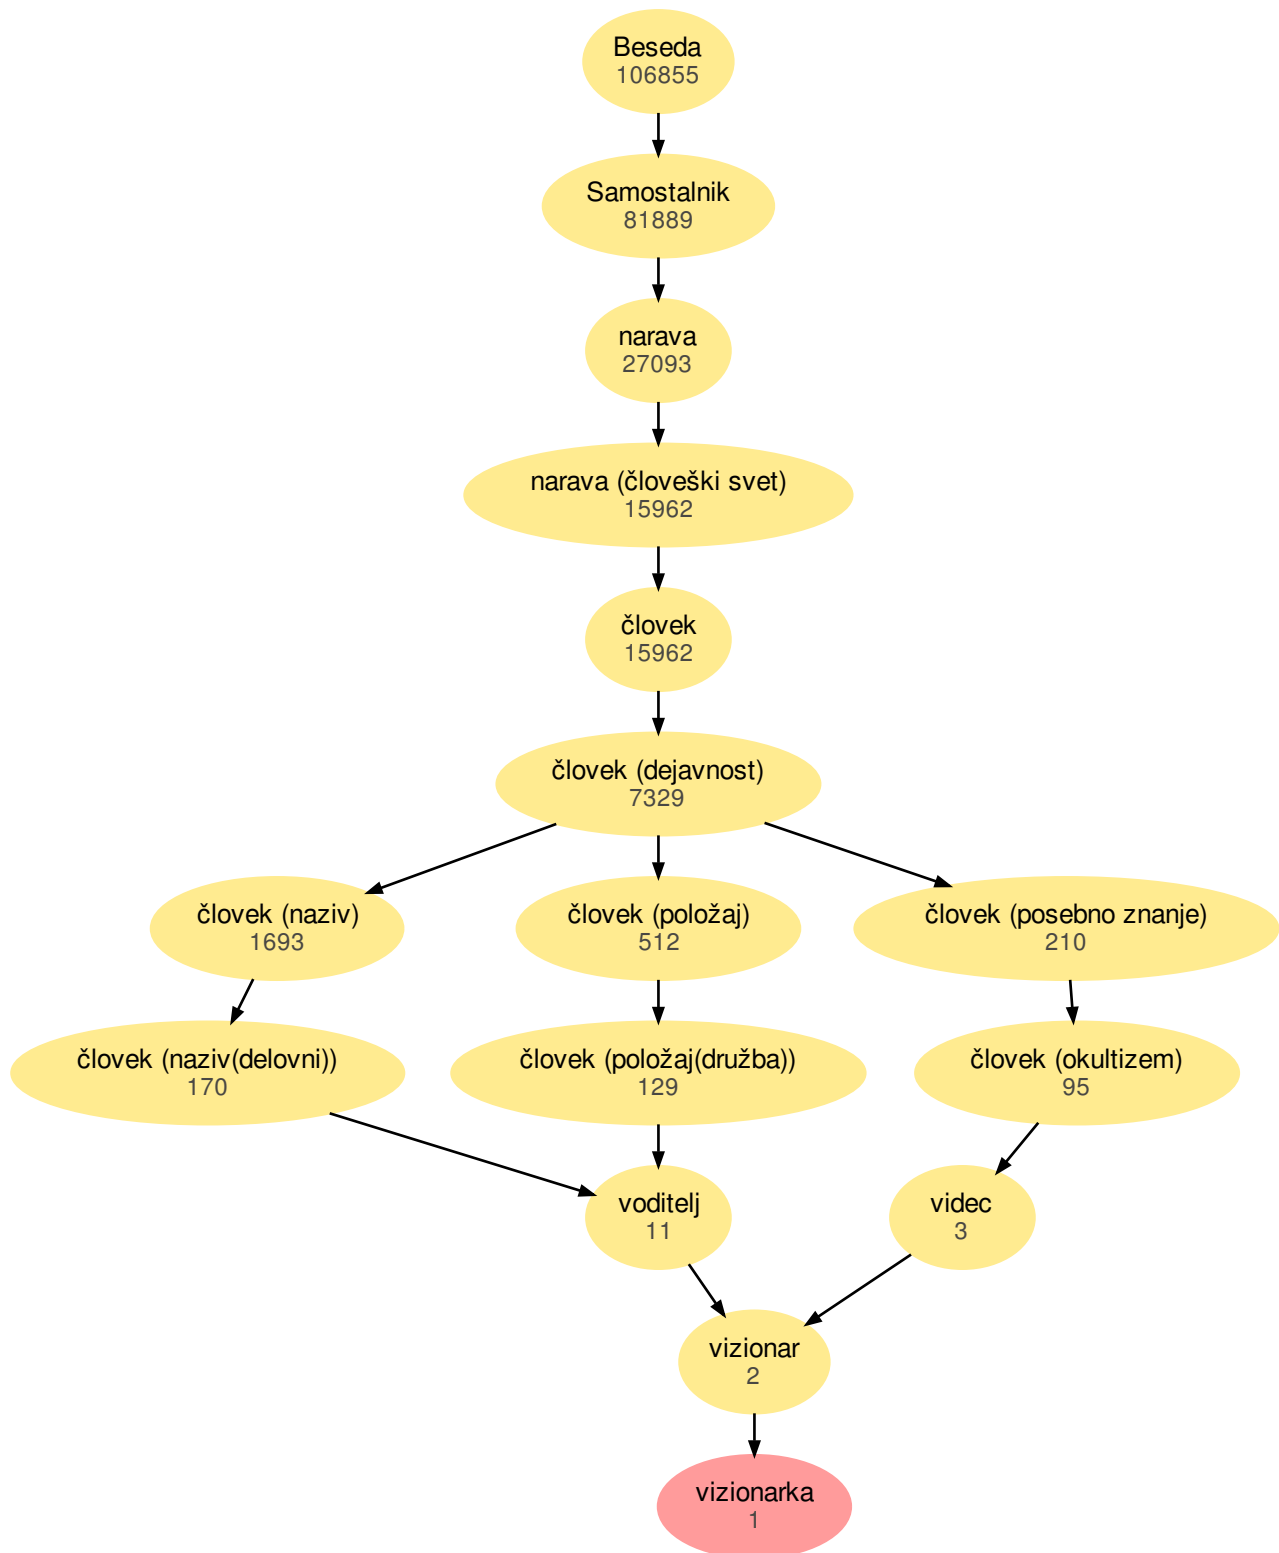 Beseda
106855
Samostalnik
81889
narava
27093
narava (človeški svet)
15962
človek
15962
človek (dejavnost)
7329
človek (naziv)
1693
človek (položaj)
512
človek (posebno znanje)
210
človek (naziv(delovni))
170
človek (položaj(družba))
129
človek (okultizem)
95
voditelj
11
videc
3
vizionar
2
vizionarka
1